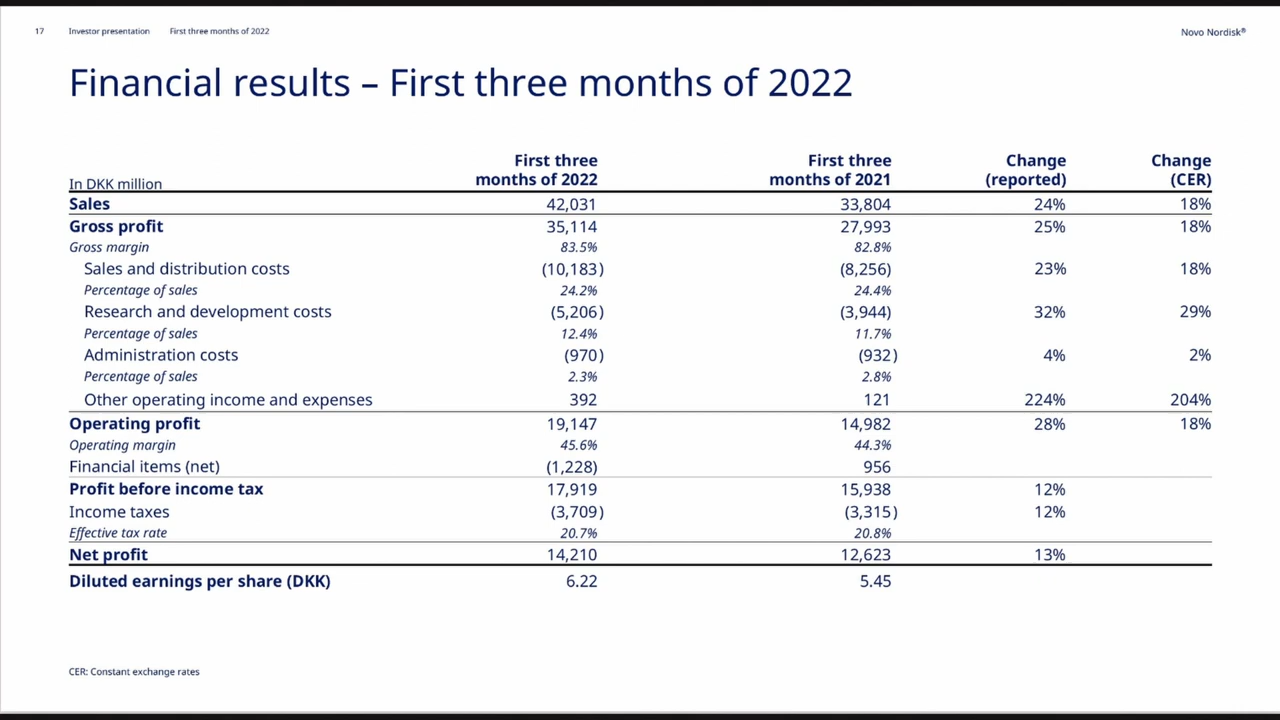 17 Investor presentation First three months of 2022 Novo Nordisk®
Financial results – First three months of 2022
In DKK million First three months of 2022 First three months of 2021 Change (reported) Change (CER)
Sales 42,031 33,804 24% 18%
Gross profit 35,114 27,993 25% 18%
Gross margin 83.5% 82.8%
Sales and distribution costs (10,183) (8,256) 23% 18%
Percentage of sales 24.2% 24.4%
Research and development costs (5,206) (3,944) 32% 29%
Percentage of sales 12.4% 11.7%
Administration costs (970) (932) 4% 2%
Percentage of sales 2.3% 2.8%
Other operating income and expenses 392 121 224% 204%
Operating profit 19,147 14,982 28% 18%
Operating margin 45.6% 44.3%
Financial items (net) (1,228) 956
Profit before income tax 17,919 15,938 12%
Income taxes (3,709) (3,315) 12%
Effective tax rate 20.7% 20.8%
Net profit 14,210 12,623 13%
Diluted earnings per share (DKK) 6.22 5.45
CER: Constant exchange rates